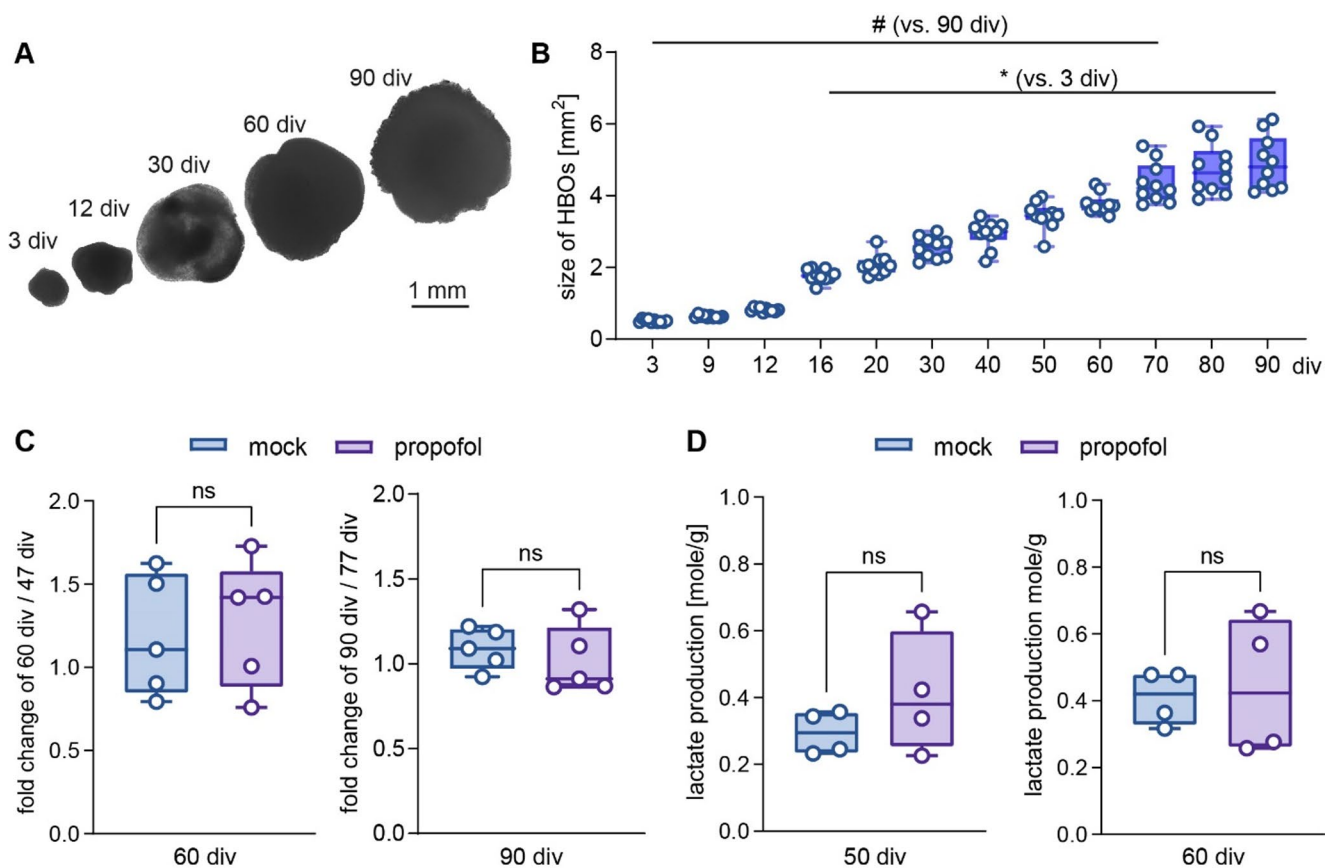 A
3 div
12 div
30 div
60 div
90 div
1 mm
B
# (vs. 90 div)
* (vs. 3 div)
size of HBOs [mm²]
8
6
4
2
0
3 9 12 16 20 30 40 50 60 70 80 90 div
C
mock propofol
fold change of 60 div / 47 div
2.0
1.5
1.0
0.5
0.0
ns
60 div
fold change of 90 div / 77 div
2.0
1.5
1.0
0.5
0.0
ns
90 div
D
mock propofol
lactate production [mole/g]
1.0
0.8
0.6
0.4
0.2
0.0
ns
50 div
lactate production mole/g
1.0
0.8
0.6
0.4
0.2
0.0
ns
60 div